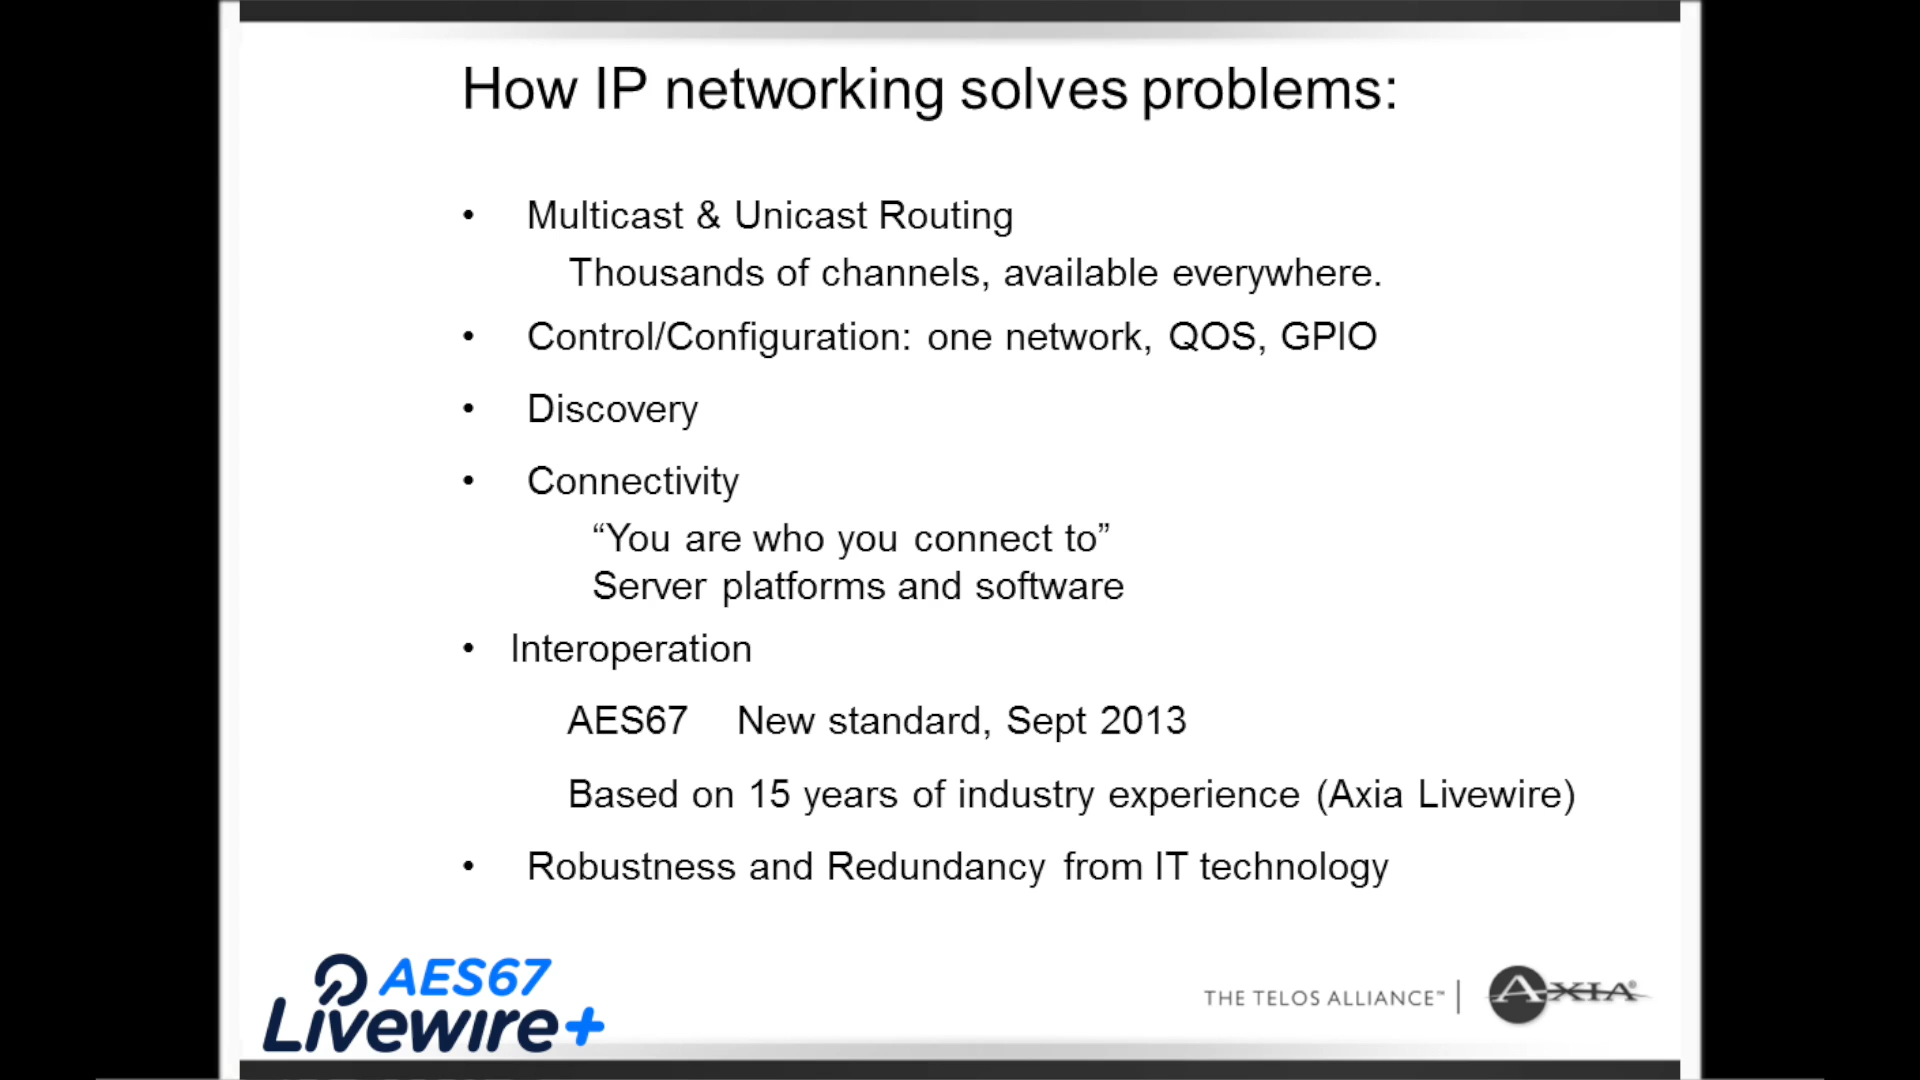 How IP networking solves problems:
• Multicast & Unicast Routing
Thousands of channels, available everywhere.
• Control/Configuration: one network, QOS, GPIO
• Discovery
• Connectivity
“You are who you connect to”
Server platforms and software
• Interoperation
AES67 New standard, Sept 2013
Based on 15 years of industry experience (Axia Livewire)
• Robustness and Redundancy from IT technology
AES67
Livewire+
THE TELOS ALLIANCE™ | AXIA®